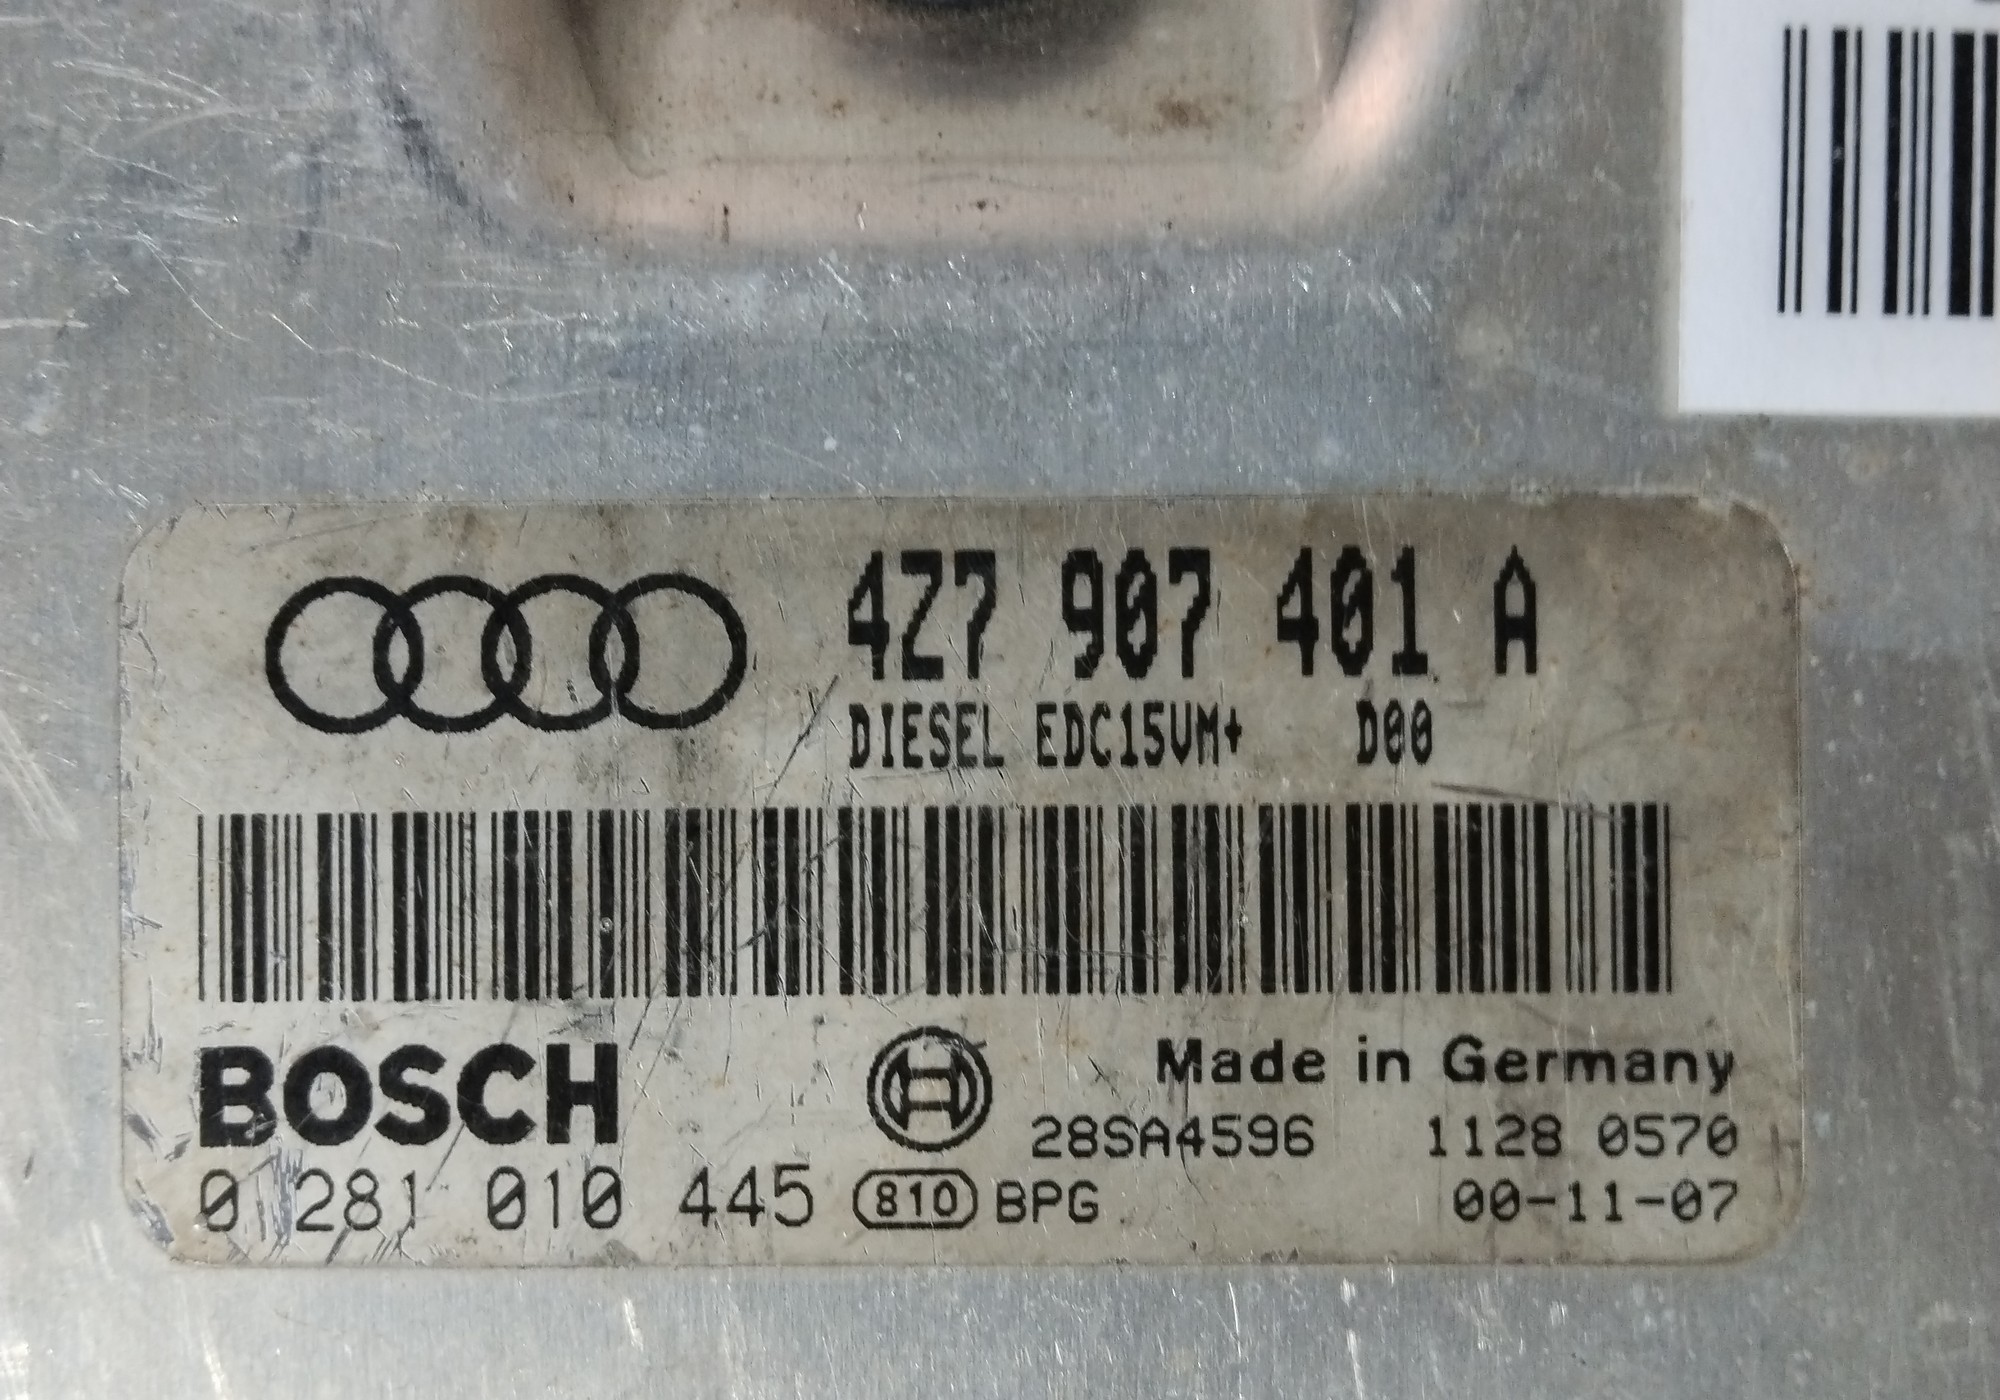 4Z7 907 401 A
DIESEL EDC15VM+ D00
BOSCH
Made in Germany
28SA4596 1128 0570
0 281 010 445 810 BPG 00-11-07